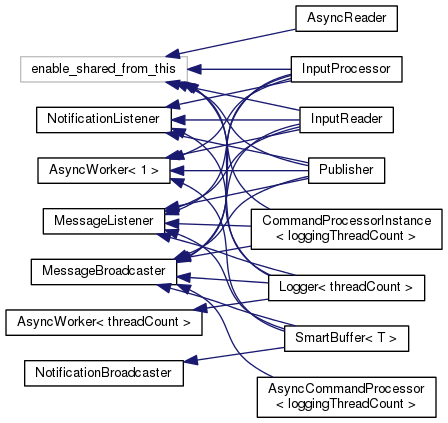 AsyncReader
enable_shared_from_this
InputProcessor
NotificationListener
InputReader
AsyncWorker< 1 >
Publisher
MessageListener
CommandProcessorInstance
< loggingThreadCount >
MessageBroadcaster
Logger< threadCount >
AsyncWorker< threadCount >
SmartBuffer< T >
NotificationBroadcaster
AsyncCommandProcessor
< loggingThreadCount >